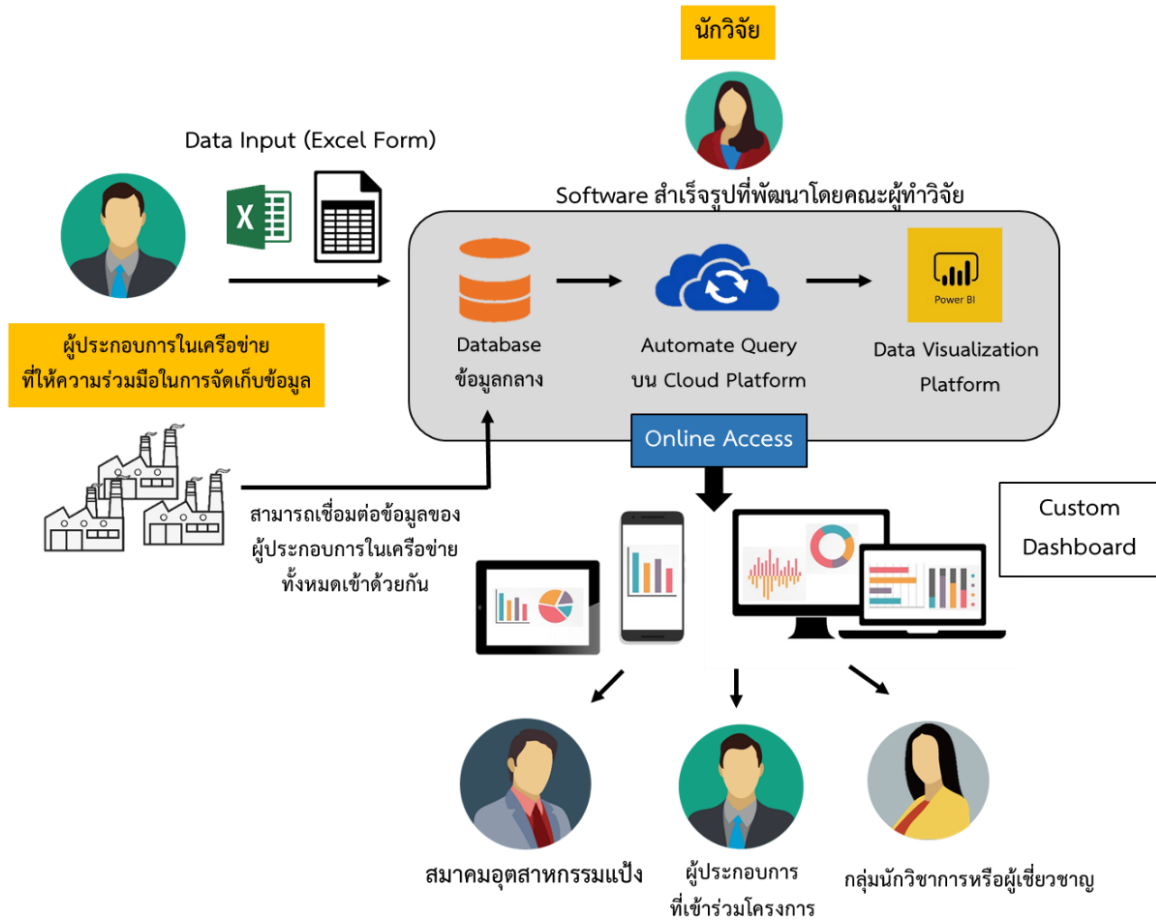 นักวิจัย
Data Input (Excel Form)
X
Software สำเร็จรูปที่พัฒนาโดยคณะผู้ทำวิจัย
Power BI
ผู้ประกอบการในเครือข่าย
ที่ให้ความร่วมมือในการจัดเก็บข้อมูล
Database
ข้อมูลกลาง
Automate Query
บน Cloud Platform
Data Visualization
Platform
Online Access
สามารถเชื่อมต่อข้อมูลของ
ผู้ประกอบการในเครือข่าย
ทั้งหมดเข้าด้วยกัน
Custom
Dashboard
สมาคมอุตสาหกรรมแป้ง
ผู้ประกอบการ
ที่เข้าร่วมโครงการ
กลุ่มนักวิชาการหรือผู้เชี่ยวชาญ